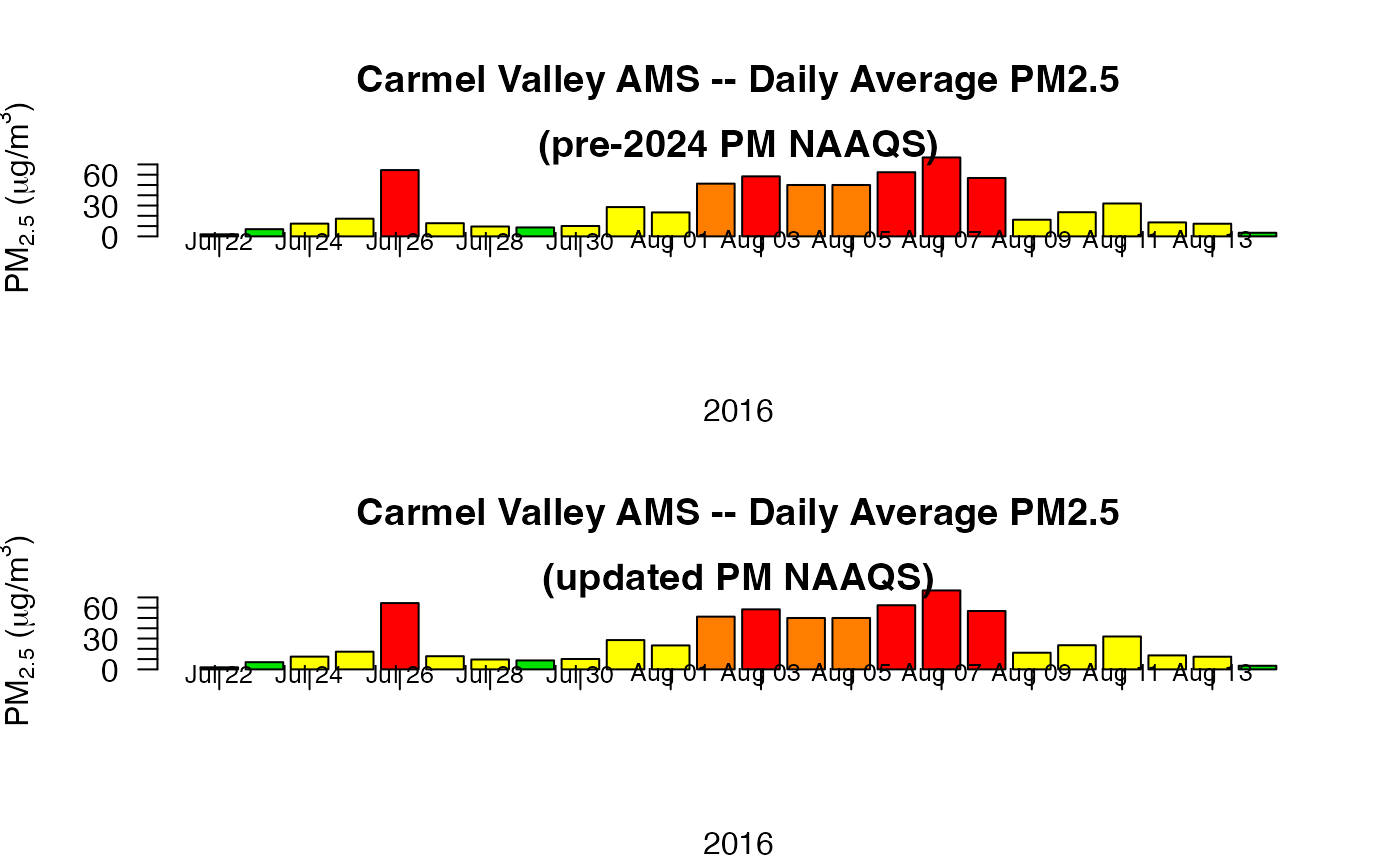 Carmel Valley AMS -- Daily Average PM2.5
(pre-2024 PM NAAQS)
PM2.5 (μg/m3)
60
30
0
Jul 22 Jul 24 Jul 26 Jul 28 Jul 30 Aug 01 Aug 03 Aug 05 Aug 07 Aug 09 Aug 11 Aug 13
2016
Carmel Valley AMS -- Daily Average PM2.5
(updated PM NAAQS)
PM2.5 (μg/m3)
60
30
0
Jul 22 Jul 24 Jul 26 Jul 28 Jul 30 Aug 01 Aug 03 Aug 05 Aug 07 Aug 09 Aug 11 Aug 13
2016